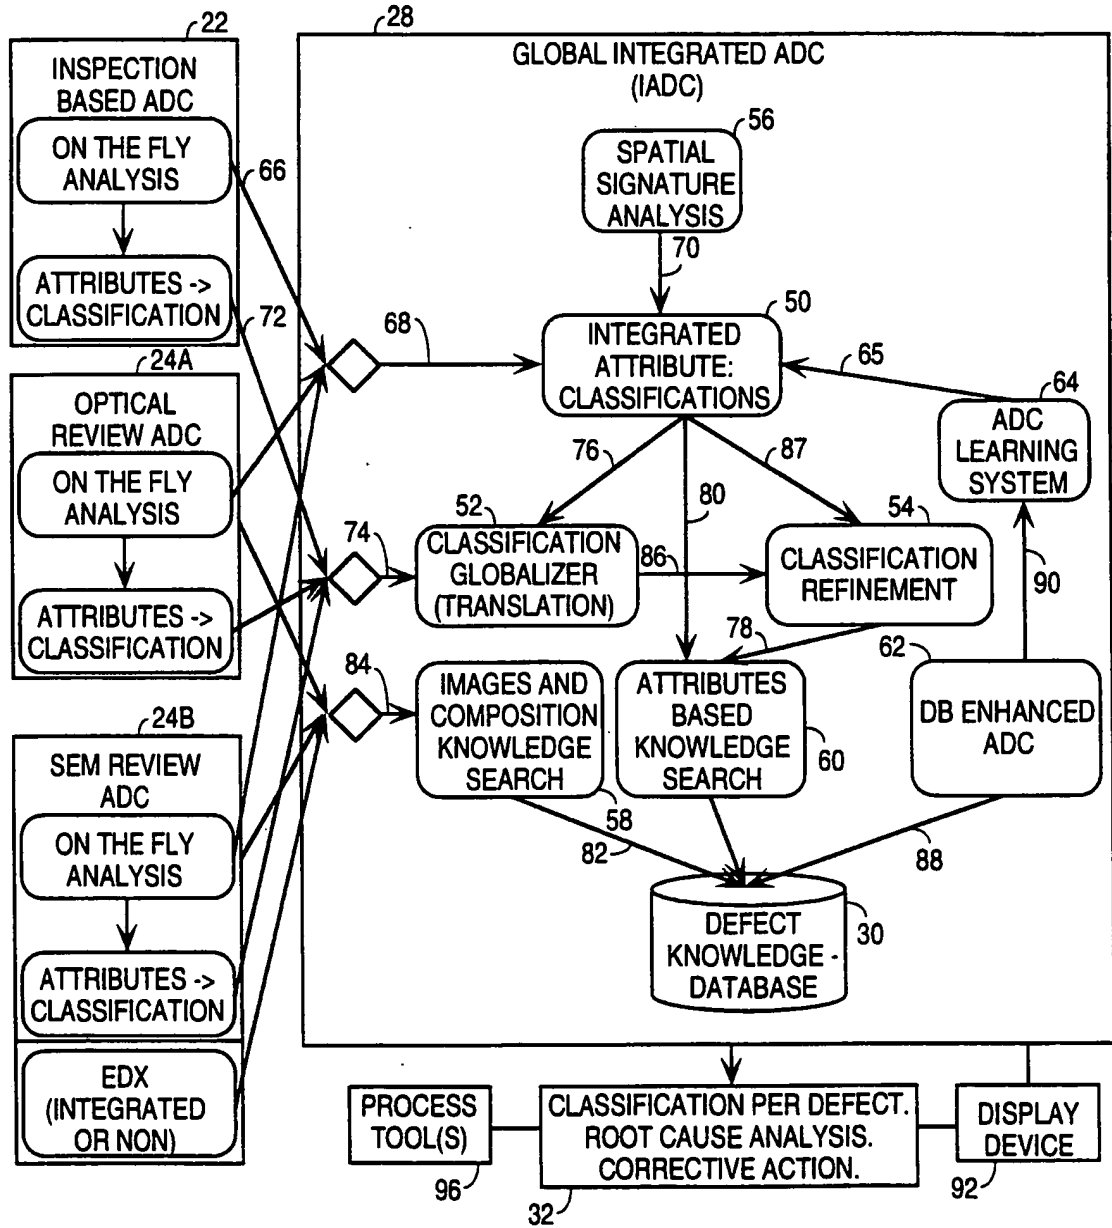 22
INSPECTION
BASED ADC
ON THE FLY
ANALYSIS
ATTRIBUTES ->
CLASSIFICATION
66
72
24A
OPTICAL
REVIEW ADC
ON THE FLY
ANALYSIS
ATTRIBUTES ->
CLASSIFICATION
24B
SEM REVIEW
ADC
ON THE FLY
ANALYSIS
ATTRIBUTES ->
CLASSIFICATION
EDX
(INTEGRATED
OR NON)
28
GLOBAL INTEGRATED ADC
(IADC)
56
SPATIAL
SIGNATURE
ANALYSIS
70
68
50
INTEGRATED
ATTRIBUTE:
CLASSIFICATIONS
65
64
ADC
LEARNING
SYSTEM
76
80
87
90
74
52
CLASSIFICATION
GLOBALIZER
(TRANSLATION)
86
54
CLASSIFICATION
REFINEMENT
78
84
IMAGES AND
COMPOSITION
KNOWLEDGE
SEARCH
58
ATTRIBUTES
BASED
KNOWLEDGE
SEARCH
60
62
DB ENHANCED
ADC
82
88
DEFECT
KNOWLEDGE -
DATABASE
30
PROCESS
TOOL(S)
96
CLASSIFICATION PER DEFECT.
ROOT CAUSE ANALYSIS.
CORRECTIVE ACTION.
32
DISPLAY
DEVICE
92